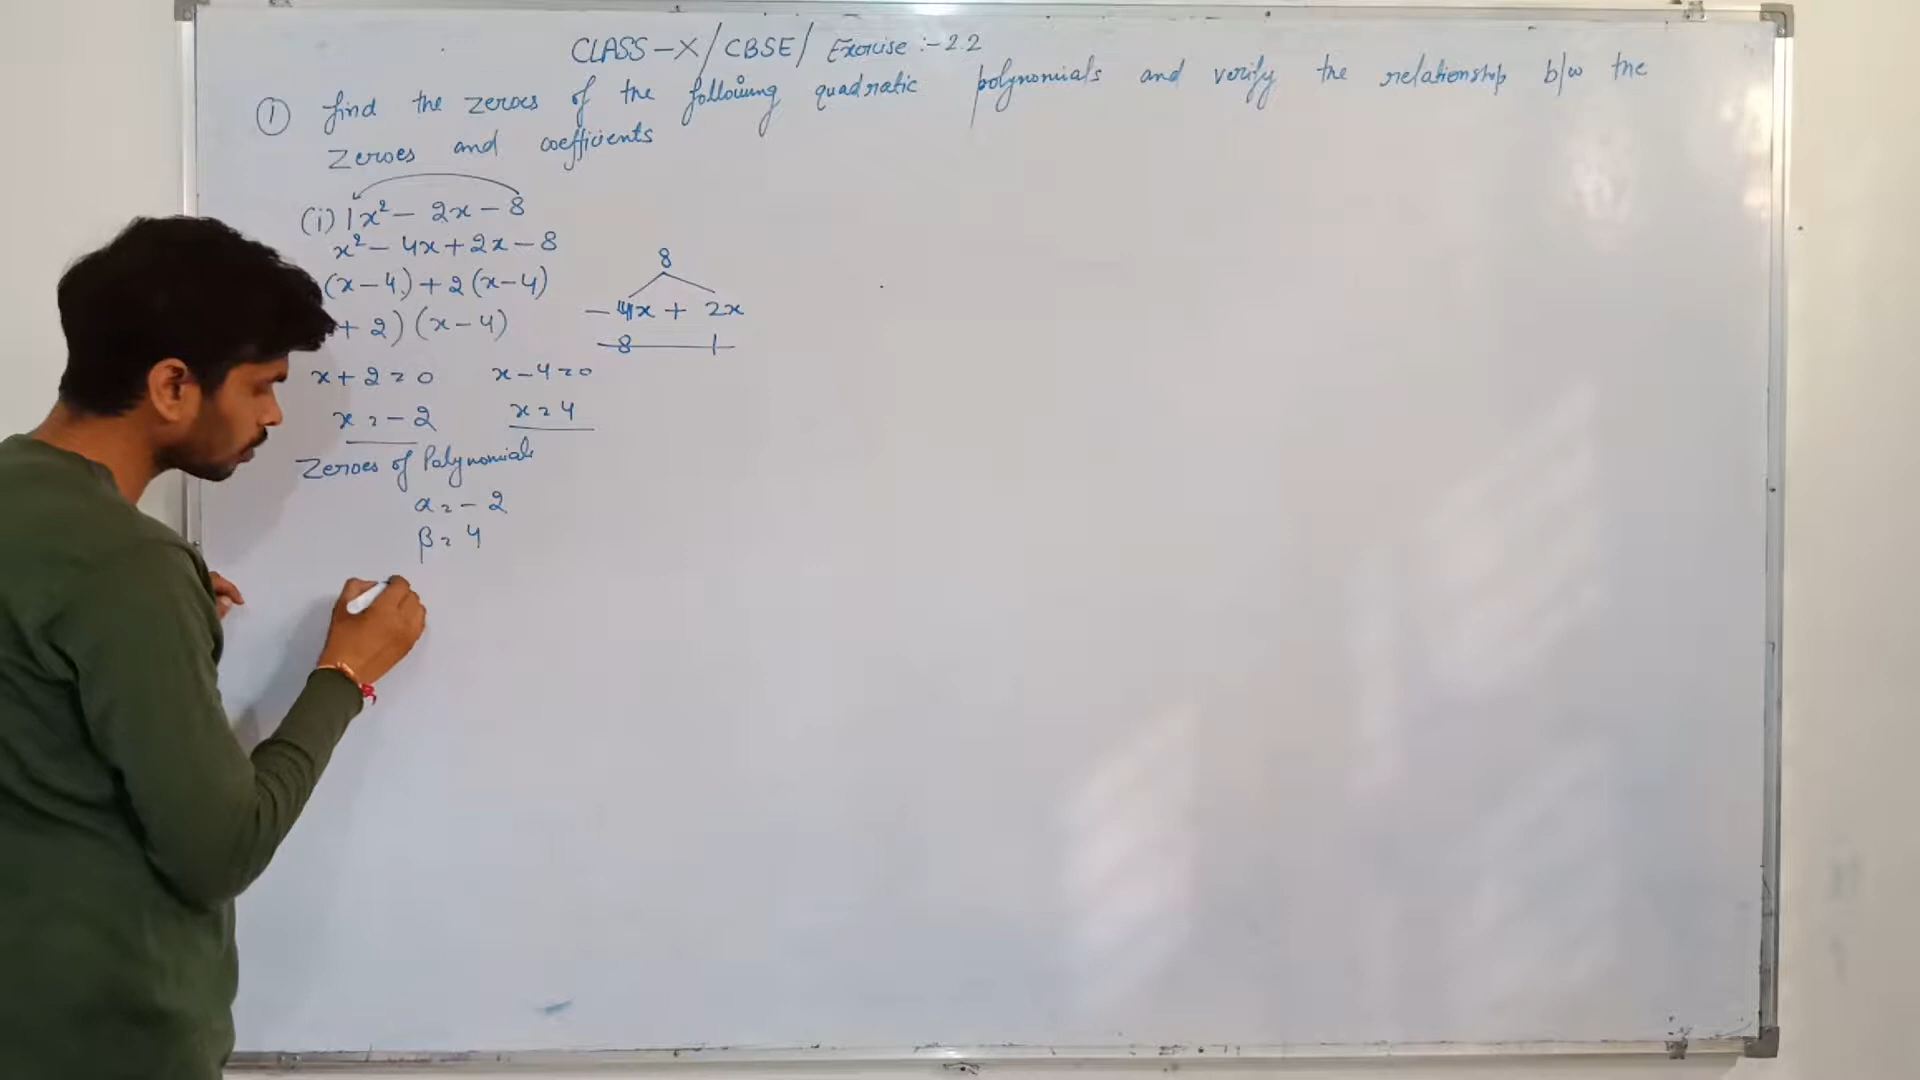 CLASS-X/CBSE/ Exercise :- 2.2
① find the zeroes of the following quadratic polynomials and verify the relationship b/w the
zeroes and coefficients
(i) 1x² - 2x - 8
x² - 4x + 2x - 8
(x-4) + 2(x-4)
+ 2) (x-4)
8
- 4x + 2x
8 1
x + 2 = 0 x - 4 = 0
x = - 2 x = 4
Zeroes of Polynomials
α = - 2
β = 4